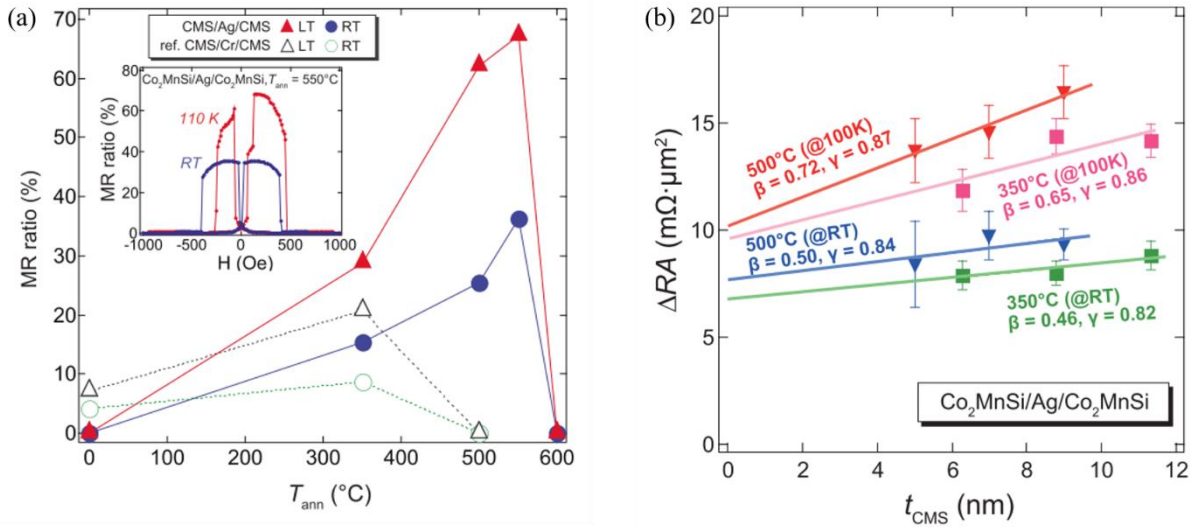 (a)
CMS/Ag/CMS LT RT
ref. CMS/Cr/CMS LT RT
Co₂MnSi/Ag/Co₂MnSi, Tann = 550°C
MR ratio (%)
80
60
40
20
0
110 K
RT
-1000 -500 0 500 1000
H (Oe)
MR ratio (%)
70
60
50
40
30
20
10
0
0 100 200 300 400 500 600
Tann (°C)
(b)
ΔRA (mΩ·μm²)
20
15
10
5
0
500°C (@100K)
β = 0.72, γ = 0.87
350°C (@100K)
β = 0.65, γ = 0.86
500°C (@RT)
β = 0.50, γ = 0.84
350°C (@RT)
β = 0.46, γ = 0.82
Co₂MnSi/Ag/Co₂MnSi
0 2 4 6 8 10 12
tCMS (nm)